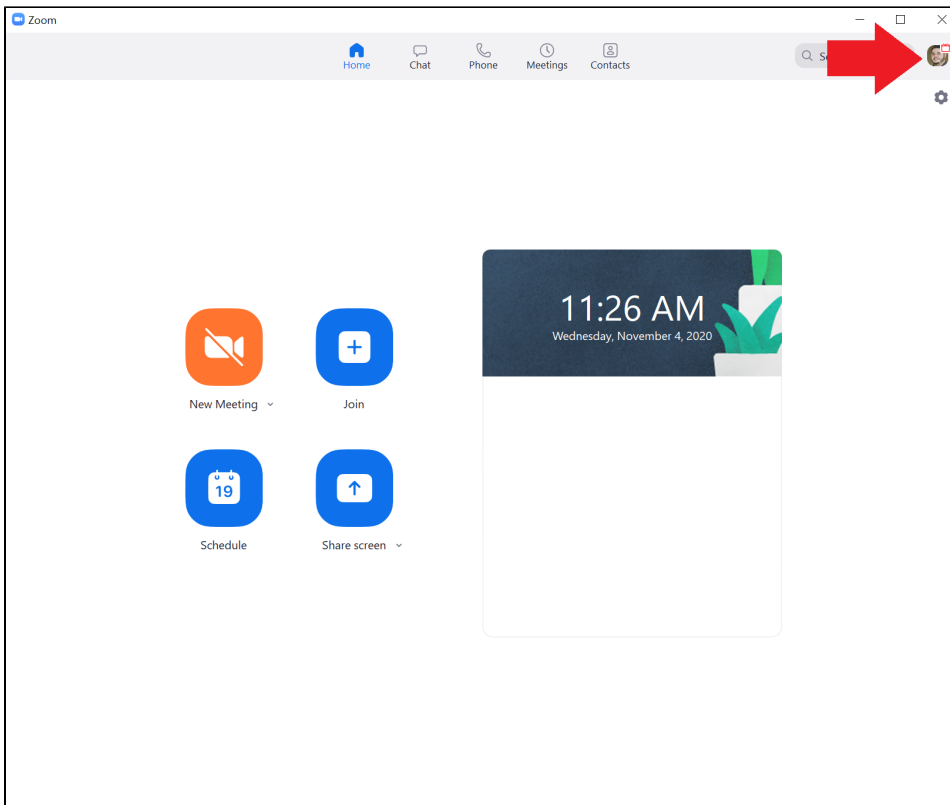 Zoom
Home Chat Phone Meetings Contacts
11:26 AM
Wednesday, November 4, 2020
New Meeting
Join
19
Schedule
Share screen